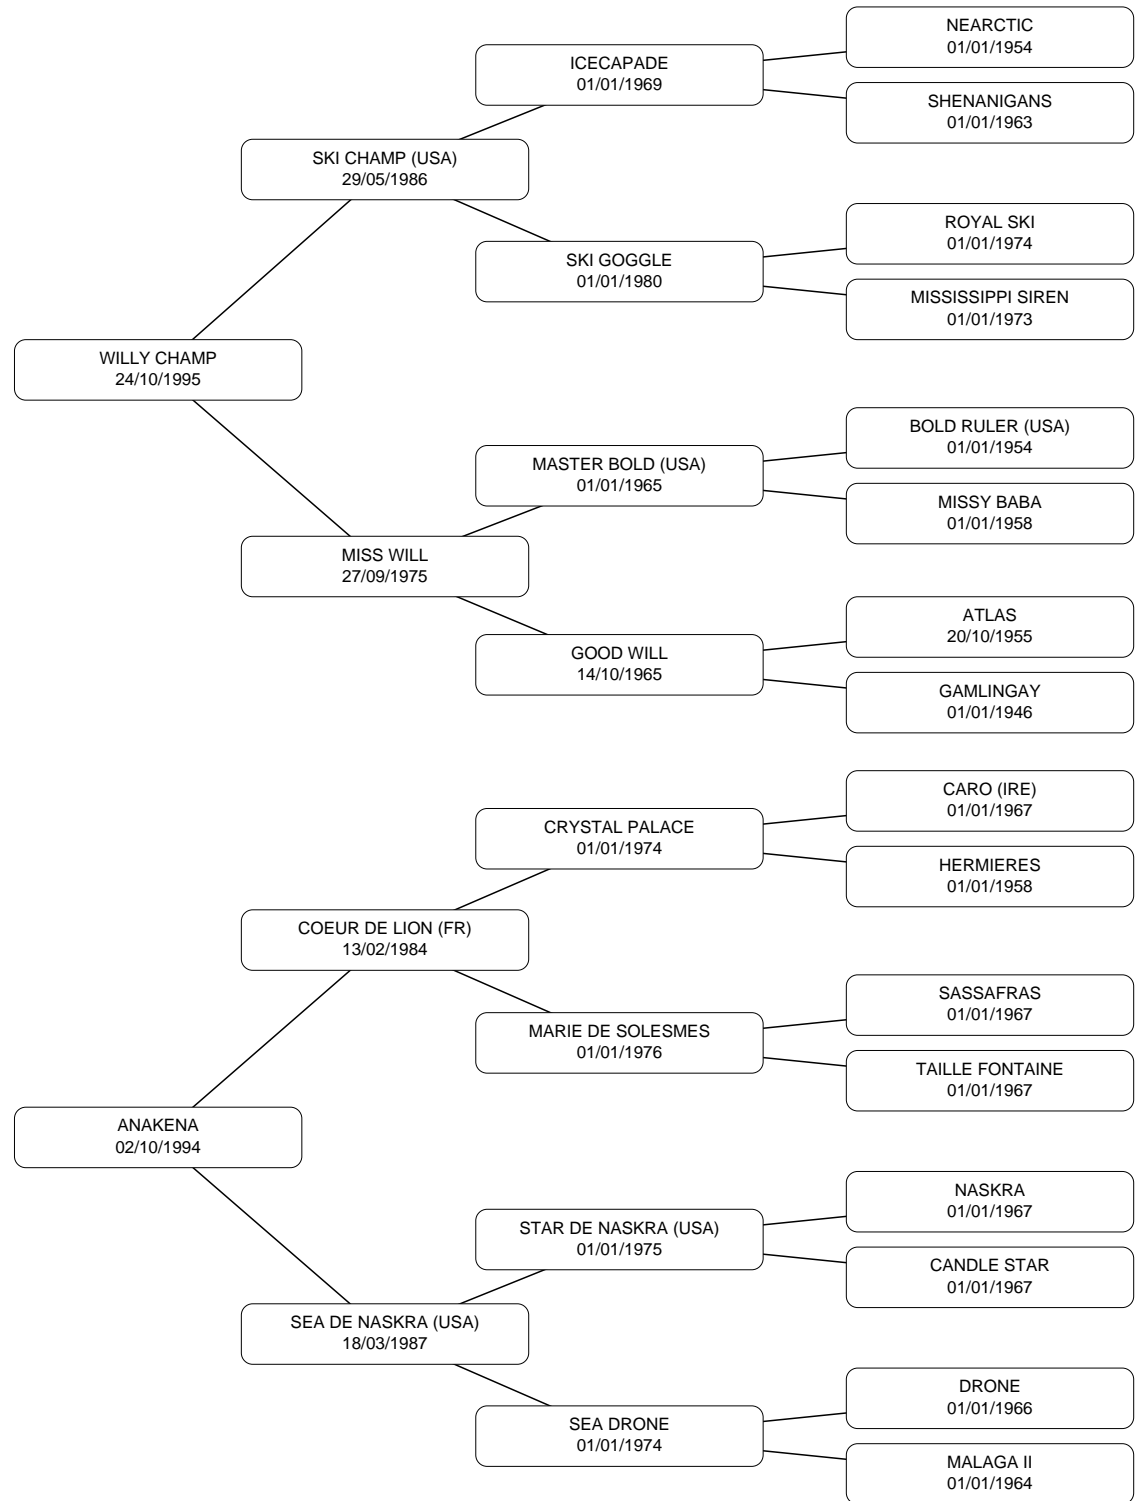 NEARCTIC
01/01/1954
ICECAPADE
01/01/1969
SHENANIGANS
01/01/1963
SKI CHAMP (USA)
29/05/1986
ROYAL SKI
01/01/1974
SKI GOGGLE
01/01/1980
MISSISSIPPI SIREN
01/01/1973
WILLY CHAMP
24/10/1995
BOLD RULER (USA)
01/01/1954
MASTER BOLD (USA)
01/01/1965
MISSY BABA
01/01/1958
MISS WILL
27/09/1975
ATLAS
20/10/1955
GOOD WILL
14/10/1965
GAMLINGAY
01/01/1946
CARO (IRE)
01/01/1967
CRYSTAL PALACE
01/01/1974
HERMIERES
01/01/1958
COEUR DE LION (FR)
13/02/1984
SASSAFRAS
01/01/1967
MARIE DE SOLESMES
01/01/1976
TAILLE FONTAINE
01/01/1967
ANAKENA
02/10/1994
NASKRA
01/01/1967
STAR DE NASKRA (USA)
01/01/1975
CANDLE STAR
01/01/1967
SEA DE NASKRA (USA)
18/03/1987
DRONE
01/01/1966
SEA DRONE
01/01/1974
MALAGA II
01/01/1964